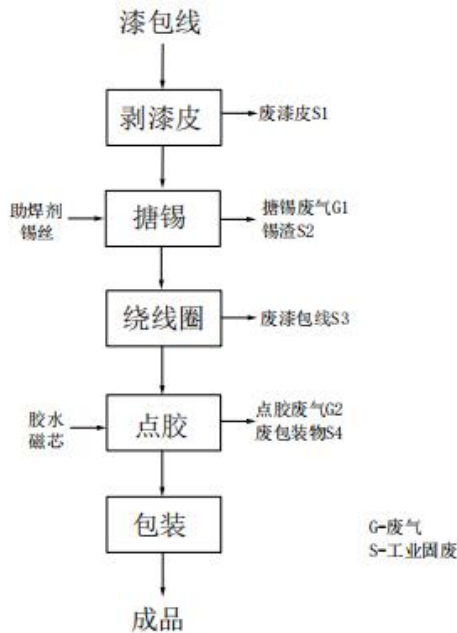 漆包线
剥漆皮
废漆皮S1
助焊剂
锡丝
搪锡
搪锡废气G1
锡渣S2
绕线圈
废漆包线S3
胶水
磁芯
点胶
点胶废气G2
废包装物S4
包装
G-废气
S-工业固废
成品